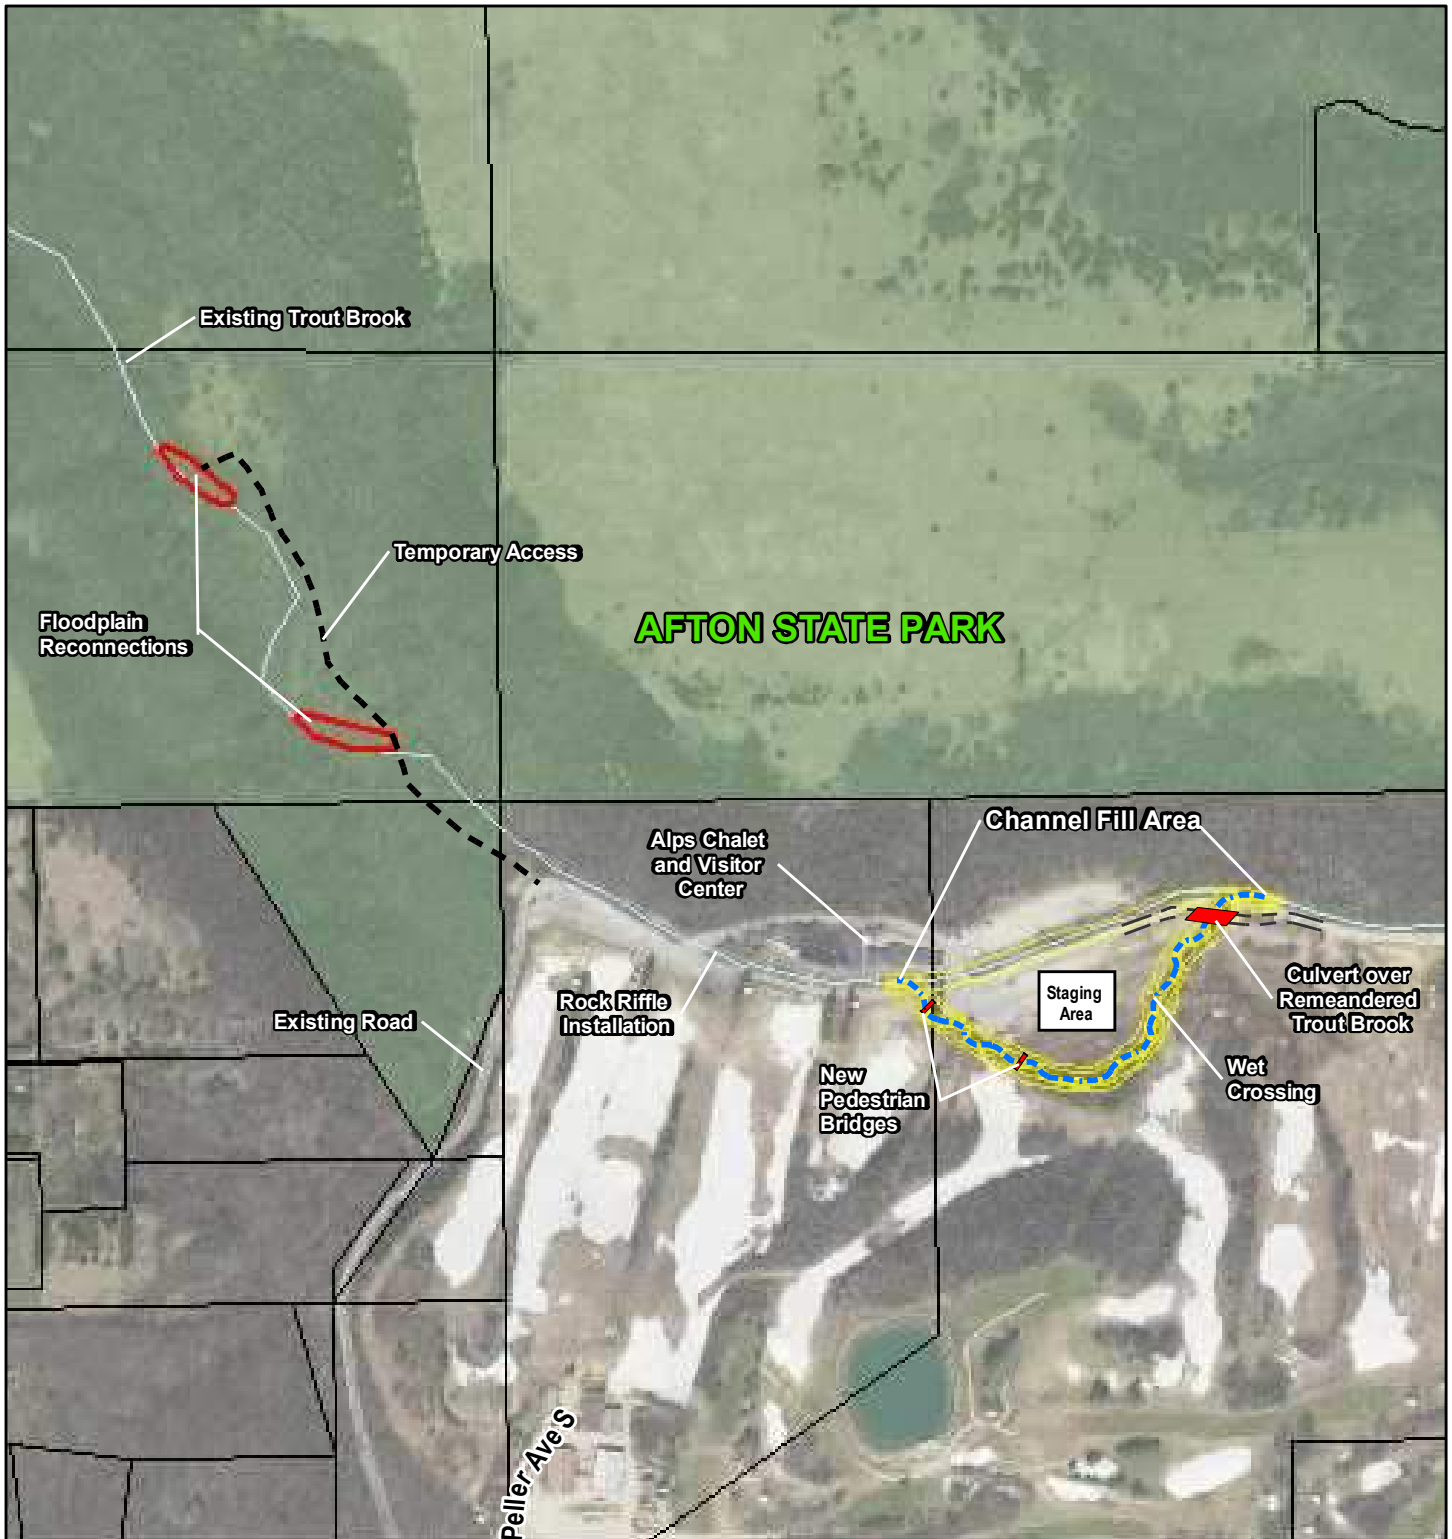 Existing Trout Brook
Temporary Access
Floodplain
Reconnections
AFTON STATE PARK
Channel Fill Area
Alps Chalet
and Visitor
Center
Staging
Area
Culvert over
Remeandered
Trout Brook
Rock Riffle
Installation
Existing Road
New
Pedestrian
Bridges
Wet
Crossing
Peller Ave S